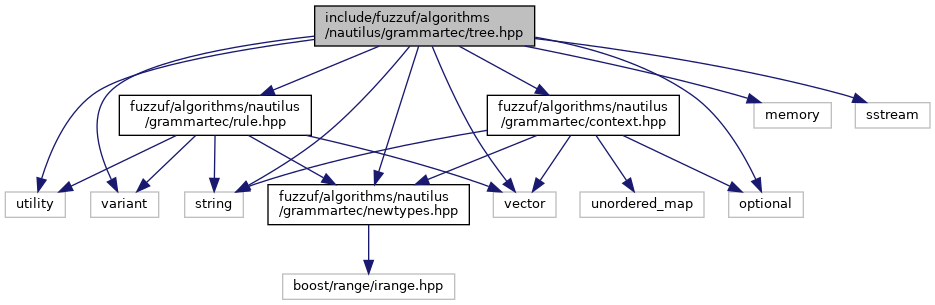 include/fuzzuf/algorithms
/nautilus/grammartec/tree.hpp
fuzzuf/algorithms/nautilus
/grammartec/rule.hpp
fuzzuf/algorithms/nautilus
/grammartec/context.hpp
memory
sstream
utility
variant
string
fuzzuf/algorithms/nautilus
/grammartec/newtypes.hpp
vector
unordered_map
optional
boost/range/irange.hpp